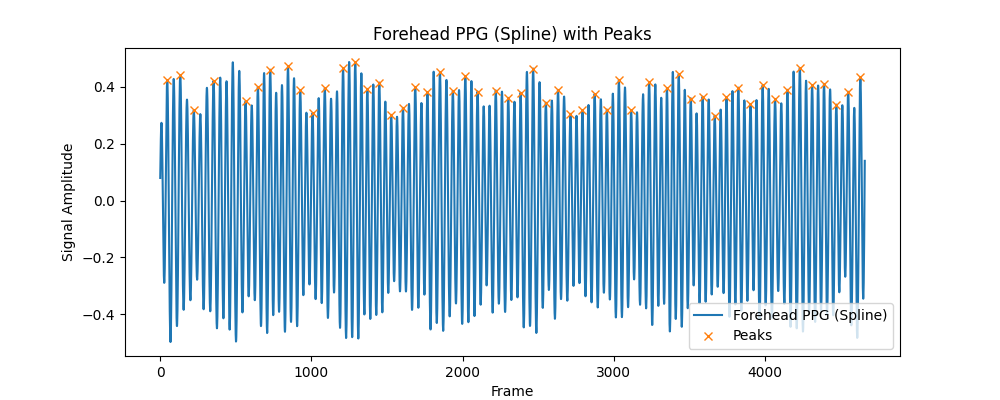 Forehead PPG (Spline) with Peaks
Signal Amplitude
0.4
0.2
0.0
−0.2
−0.4
0
1000
2000
3000
4000
Frame
Forehead PPG (Spline)
Peaks